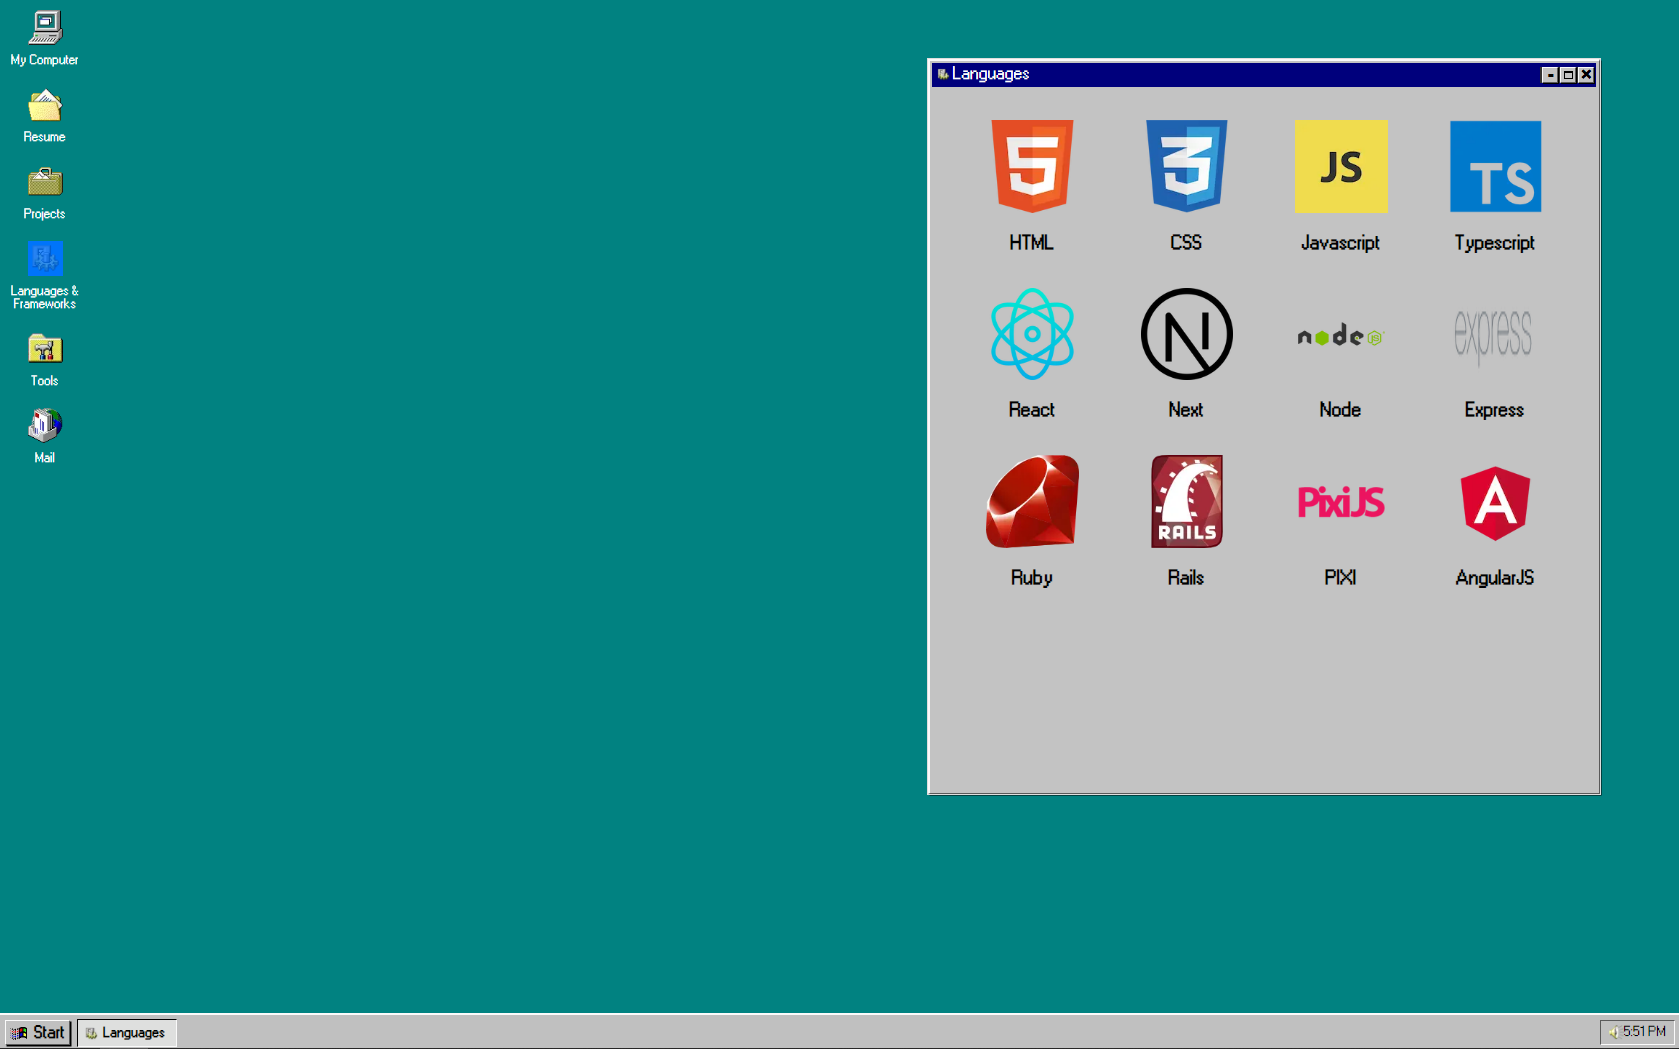 My Computer
Resume
Projects
Languages &
Frameworks
Tools
Mail
Languages
5
3
JS
TS
HTML
CSS
Javascript
Typescript
N
node
JS
express
React
Next
Node
Express
RAILS
PixiJS
A
Ruby
Rails
PIXI
AngularJS
Start
Languages
5:51 PM